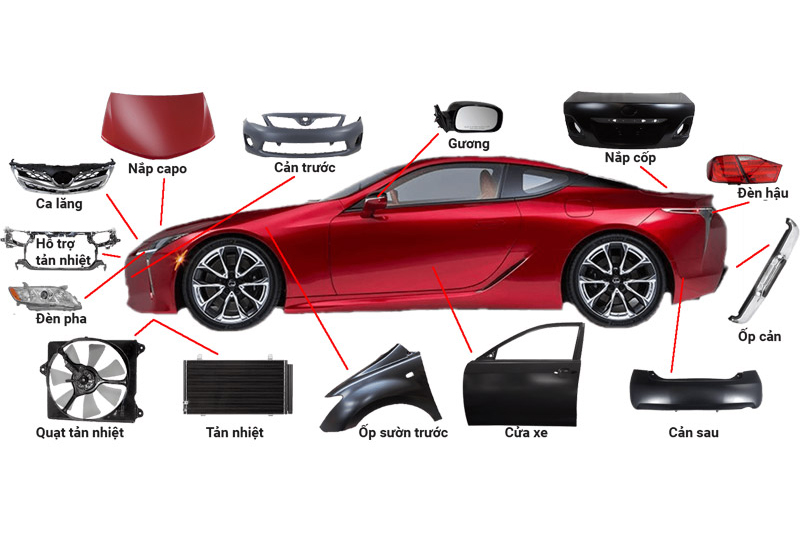 Nắp capo
Cản trước
Gương
Nắp cốp
Đèn hậu
Ca lăng
Hỗ trợ
tản nhiệt
Đèn pha
Ốp cản
Quạt tản nhiệt
Tản nhiệt
Ốp sườn trước
Cửa xe
Cản sau